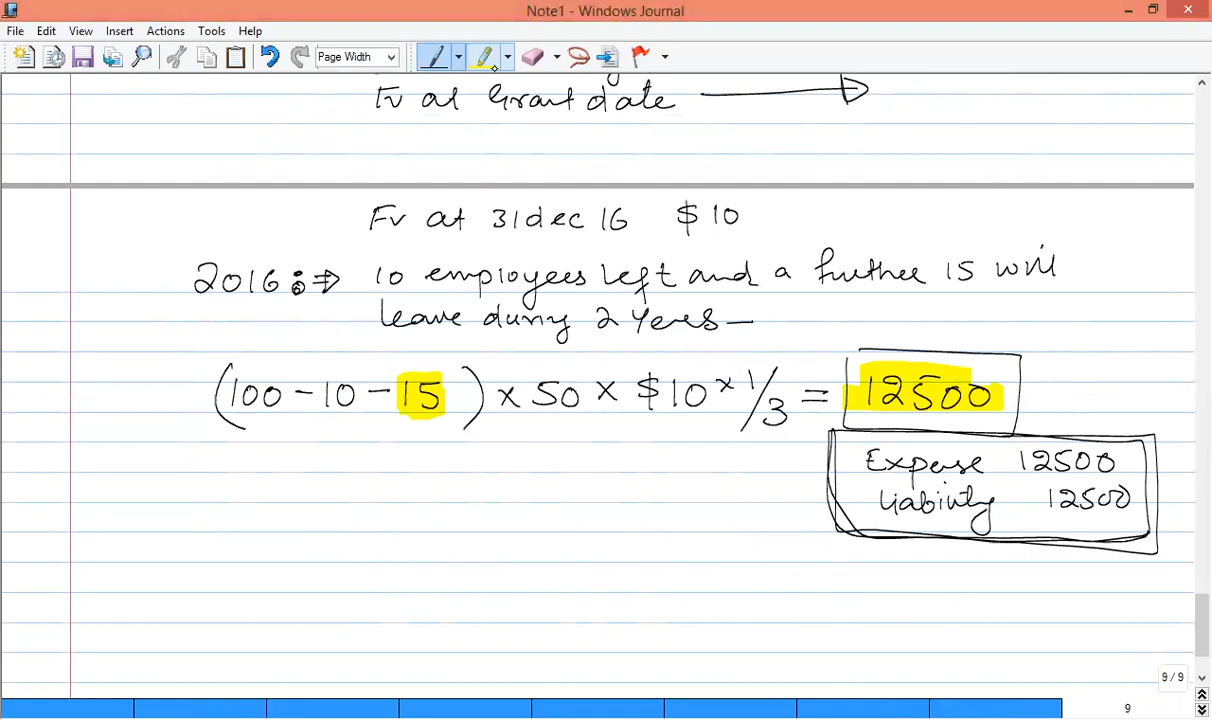 Note1 - Windows Journal
File Edit View Insert Actions Tools Help
Page Width
Fv at Grant date
Fv at 31 dec 16 $10
2016 :⇒ 10 employees left and a further 15 will
leave during 2 years —
(100 - 10 - 15) × 50 × $10 × 1/3 = 12500
Expense 12500
Liability 12500
9 / 9
9